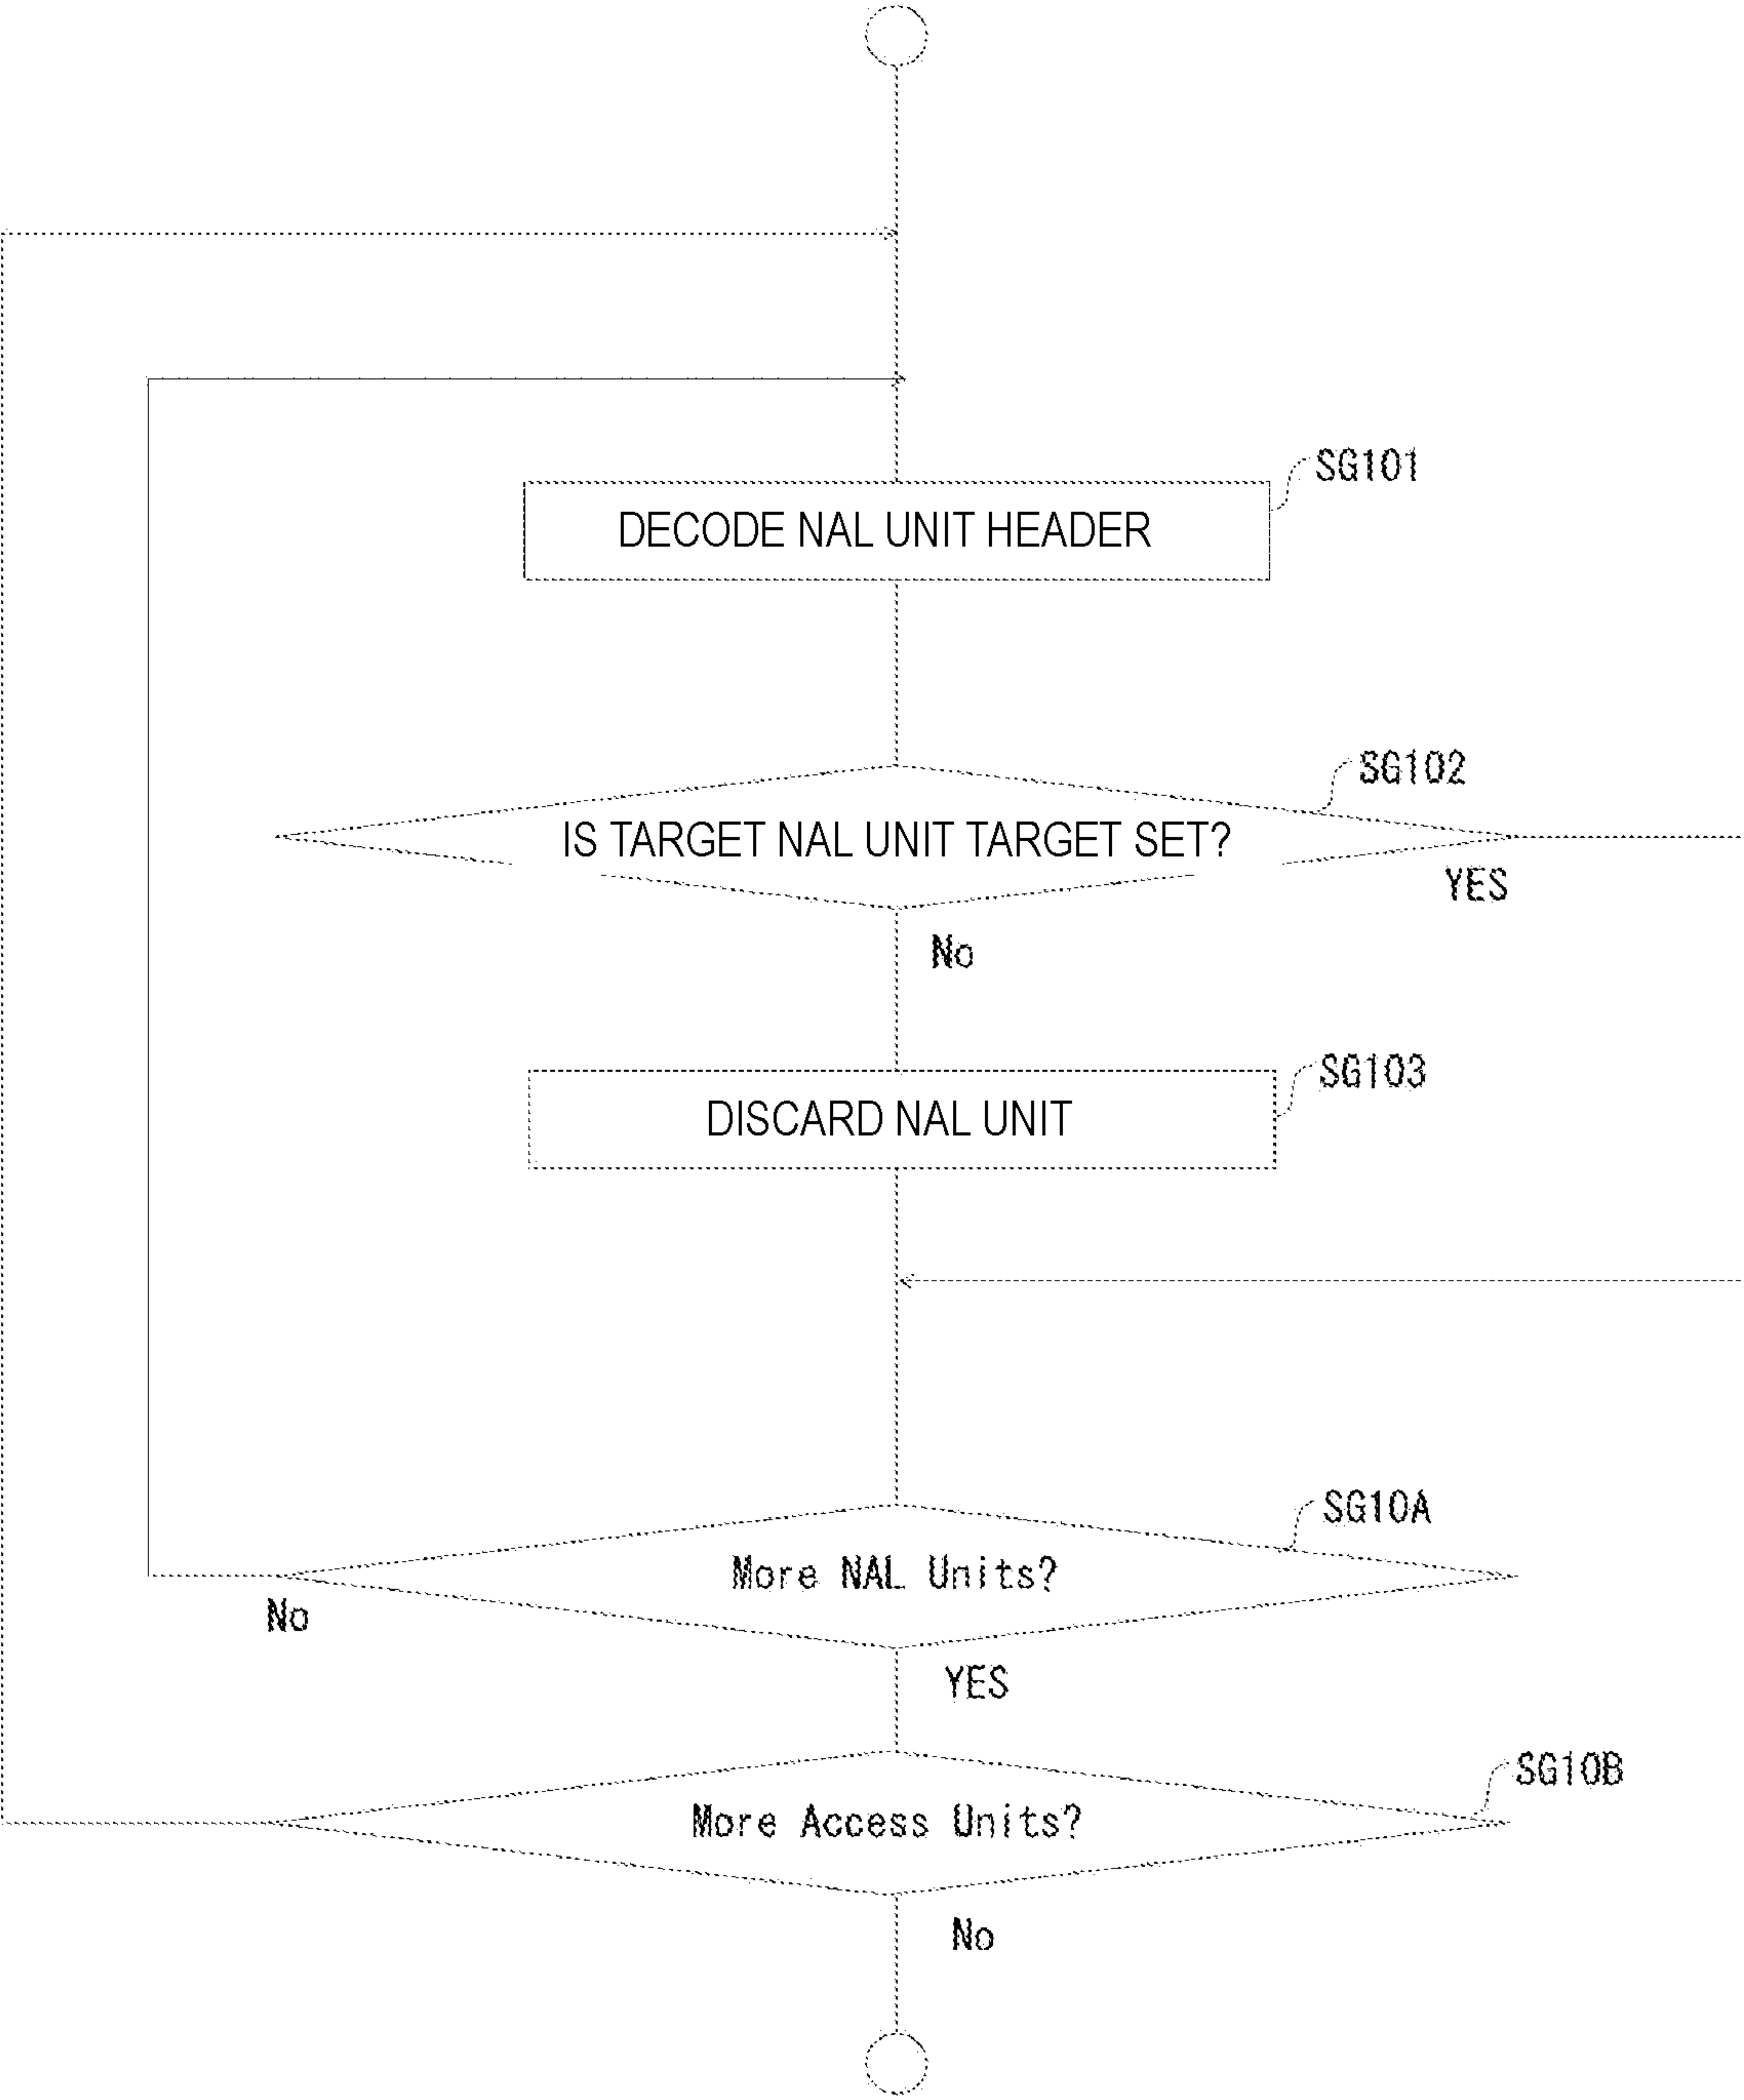 SG101
DECODE NAL UNIT HEADER
SG102
IS TARGET NAL UNIT TARGET SET?
YES
No
SG103
DISCARD NAL UNIT
SG10A
More NAL Units?
No
YES
SG10B
More Access Units?
No